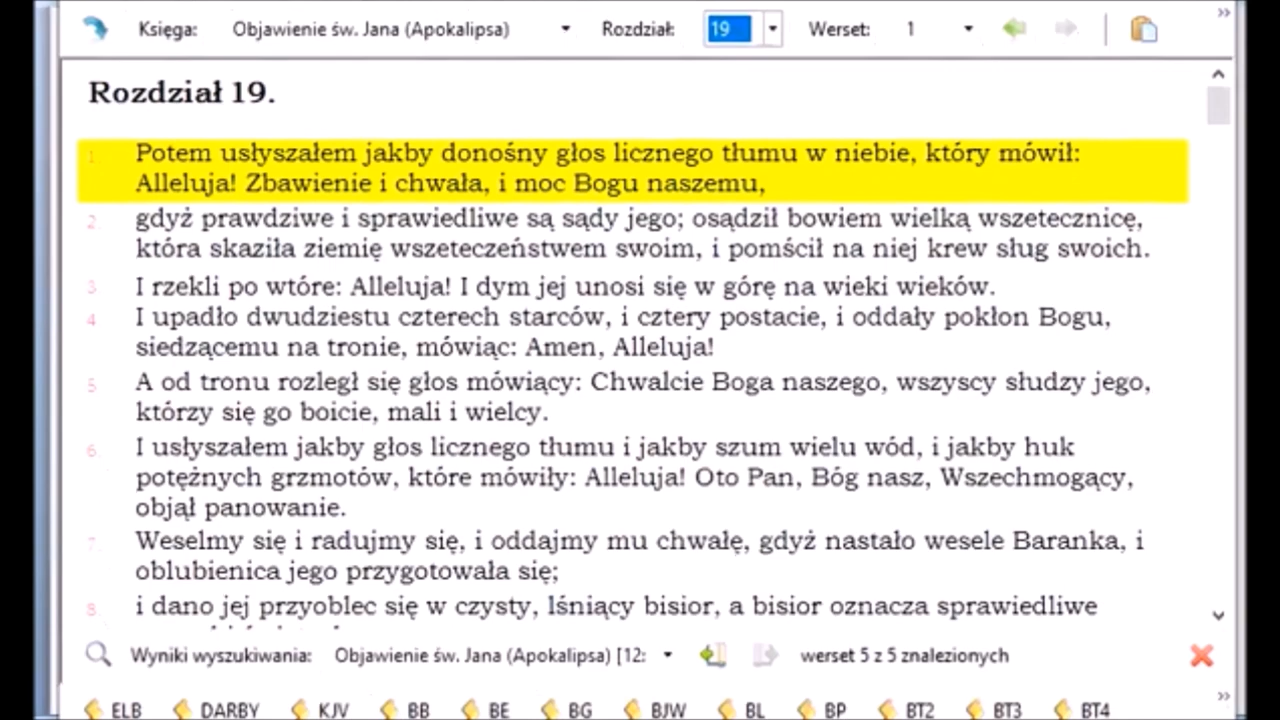 Księga: Objawienie św. Jana (Apokalipsa) Rozdział: 19 Werset: 1
Rozdział 19.
1. Potem usłyszałem jakby donośny głos licznego tłumu w niebie, który mówił:
Alleluja! Zbawienie i chwała, i moc Bogu naszemu,
2. gdyż prawdziwe i sprawiedliwe są sądy jego; osądził bowiem wielką wszetecznicę,
która skaziła ziemię wszeteczeństwem swoim, i pomścił na niej krew sług swoich.
3. I rzekli po wtóre: Alleluja! I dym jej unosi się w górę na wieki wieków.
4. I upadło dwudziestu czterech starców, i cztery postacie, i oddały pokłon Bogu,
siedzącemu na tronie, mówiąc: Amen, Alleluja!
5. A od tronu rozległ się głos mówiący: Chwalcie Boga naszego, wszyscy słudzy jego,
którzy się go boicie, mali i wielcy.
6. I usłyszałem jakby głos licznego tłumu i jakby szum wielu wód, i jakby huk
potężnych grzmotów, które mówiły: Alleluja! Oto Pan, Bóg nasz, Wszechmogący,
objął panowanie.
7. Weselmy się i radujmy się, i oddajmy mu chwałę, gdyż nastało wesele Baranka, i
oblubienica jego przygotowała się;
8. i dano jej przyoblec się w czysty, lśniący bisior, a bisior oznacza sprawiedliwe
Wyniki wyszukiwania: Objawienie św. Jana (Apokalipsa) [12: werset 5 z 5 znalezionych
ELB DARBY KJV BB BE BG BJW BL BP BT2 BT3 BT4